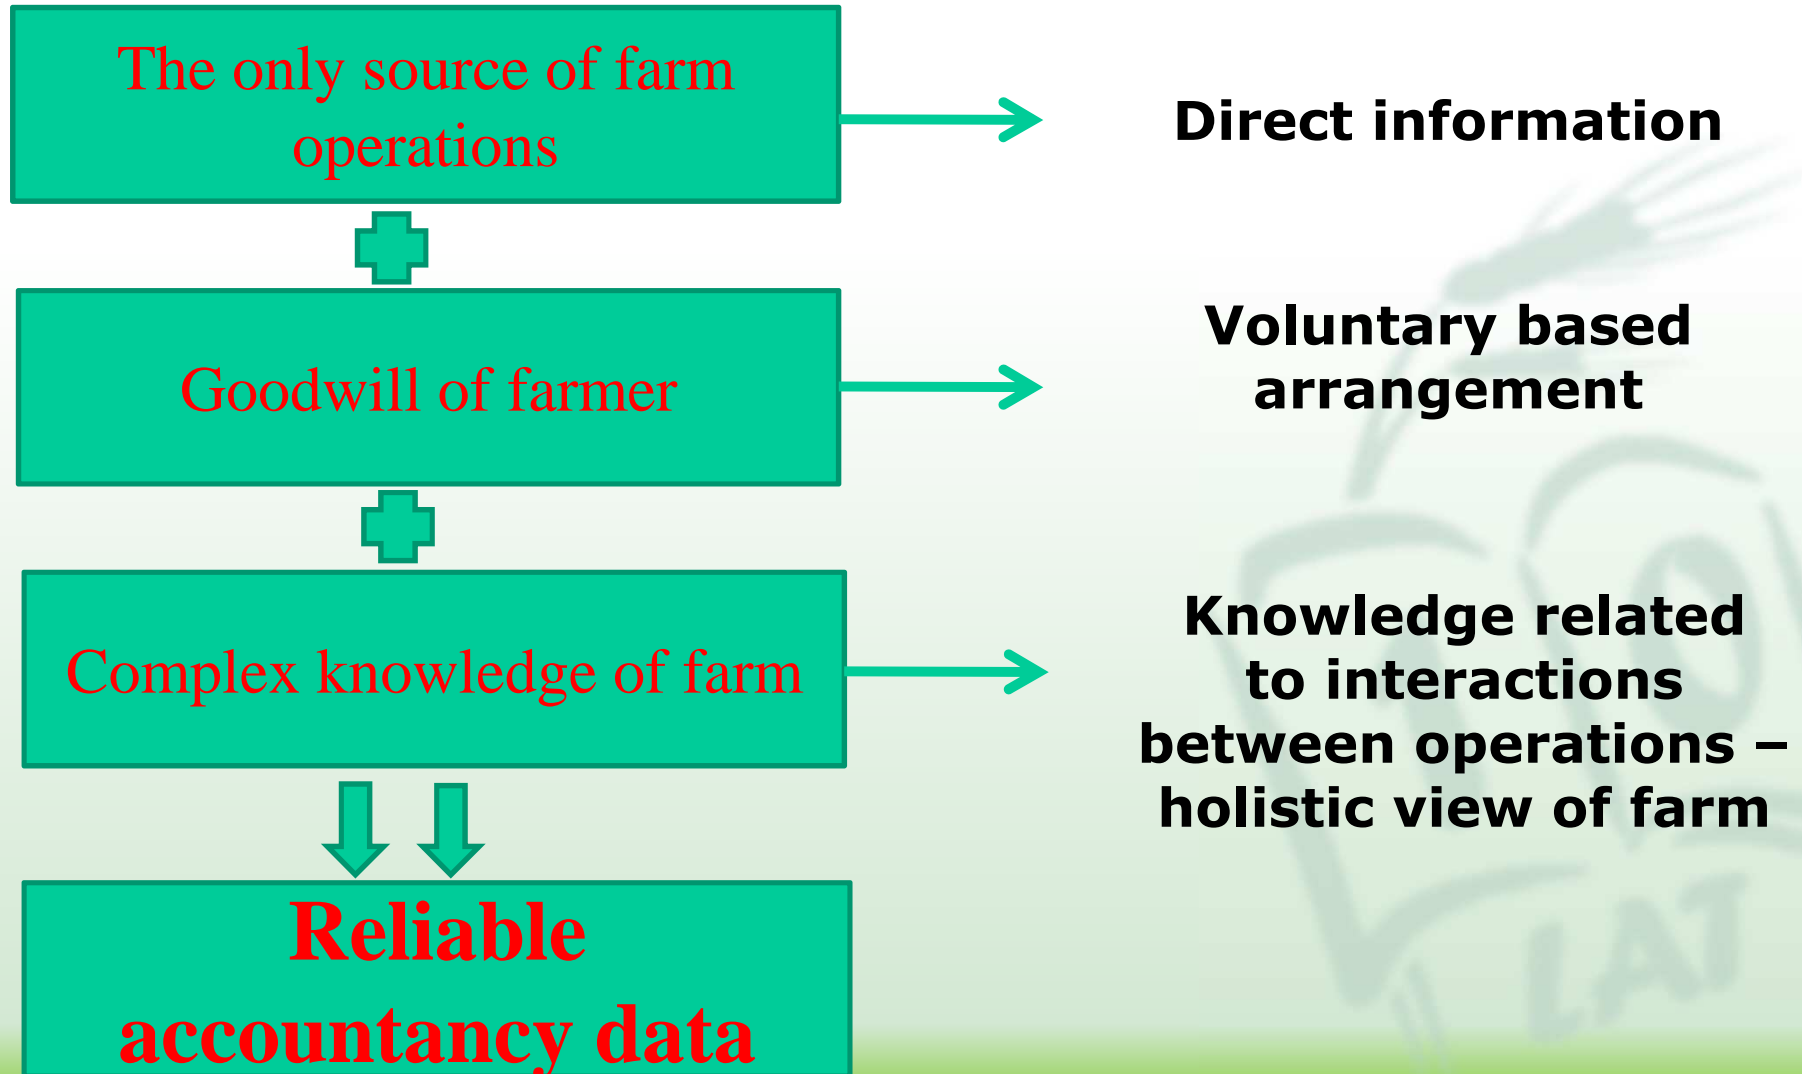 The only source of farm
operations
Direct information
Goodwill of farmer
Voluntary based
arrangement
Complex knowledge of farm
Knowledge related
to interactions
between operations –
holistic view of farm
Reliable
accountancy data
LAT